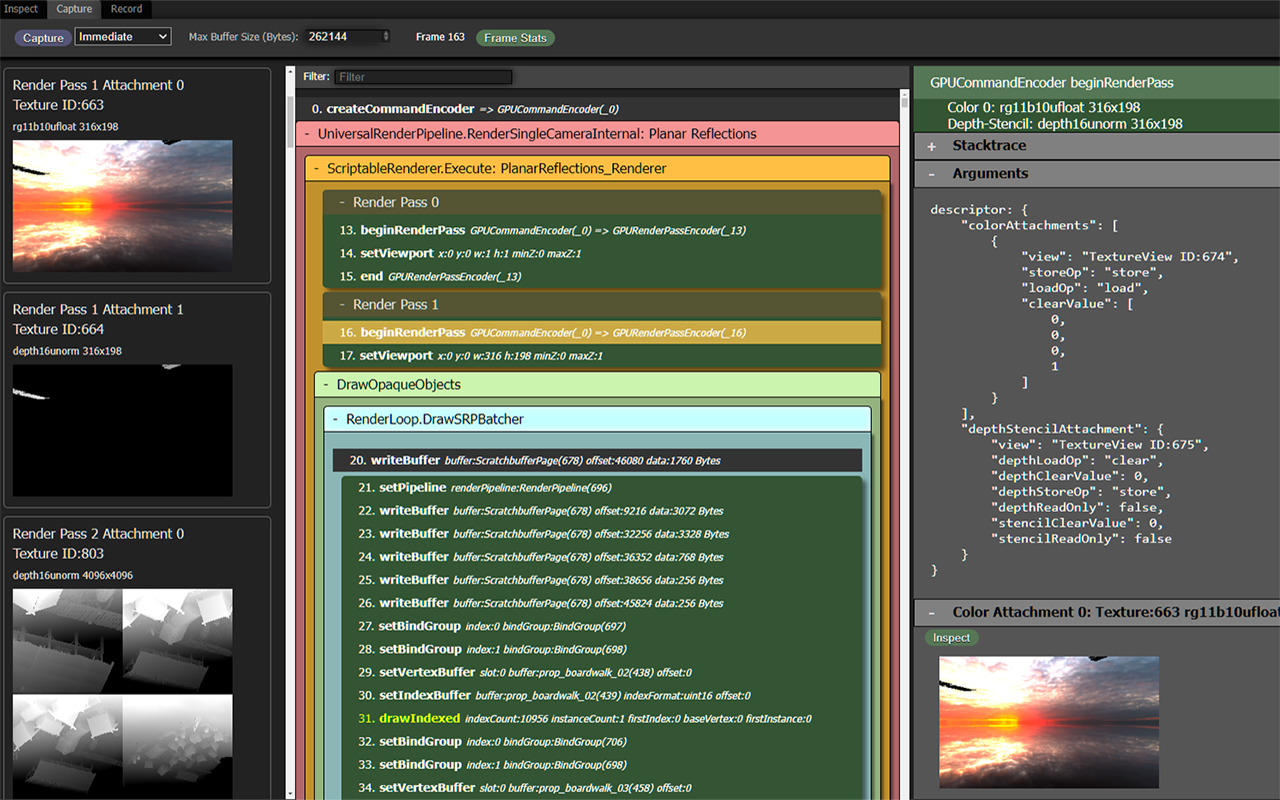 Inspect
Capture
Record
Capture
Immediate
Max Buffer Size (Bytes):
262144
Frame 163
Frame Stats
Render Pass 1 Attachment 0
Texture ID:663
rg11b10ufloat 316x198
Render Pass 1 Attachment 1
Texture ID:664
depth16unorm 316x198
Render Pass 2 Attachment 0
Texture ID:803
depth16unorm 4096x4096
Filter:
Filter
0. createCommandEncoder => GPUCommandEncoder(_0)
- UniversalRenderPipeline.RenderSingleCameraInternal: Planar Reflections
- ScriptableRenderer.Execute: PlanarReflections_Renderer
- Render Pass 0
13. beginRenderPass GPUCommandEncoder(_0) => GPURenderPassEncoder(_13)
14. setViewport x:0 y:0 w:1 h:1 minZ:0 maxZ:1
15. end GPURenderPassEncoder(_13)
- Render Pass 1
16. beginRenderPass GPUCommandEncoder(_0) => GPURenderPassEncoder(_16)
17. setViewport x:0 y:0 w:316 h:198 minZ:0 maxZ:1
- DrawOpaqueObjects
- RenderLoop.DrawSRPBatcher
20. writeBuffer buffer:ScratchbufferPage(678) offset:46080 data:1760 Bytes
21. setPipeline renderPipeline:RenderPipeline(696)
22. writeBuffer buffer:ScratchbufferPage(678) offset:9216 data:3072 Bytes
23. writeBuffer buffer:ScratchbufferPage(678) offset:32256 data:3328 Bytes
24. writeBuffer buffer:ScratchbufferPage(678) offset:36352 data:768 Bytes
25. writeBuffer buffer:ScratchbufferPage(678) offset:38656 data:256 Bytes
26. writeBuffer buffer:ScratchbufferPage(678) offset:45824 data:256 Bytes
27. setBindGroup index:0 bindGroup:BindGroup(697)
28. setBindGroup index:1 bindGroup:BindGroup(698)
29. setVertexBuffer slot:0 buffer:prop_boardwalk_02(438) offset:0
30. setIndexBuffer buffer:prop_boardwalk_02(439) indexFormat:uint16 offset:0
31. drawIndexed indexCount:10956 instanceCount:1 firstIndex:0 baseVertex:0 firstInstance:0
32. setBindGroup index:0 bindGroup:BindGroup(706)
33. setBindGroup index:1 bindGroup:BindGroup(698)
34. setVertexBuffer slot:0 buffer:prop_boardwalk_03(458) offset:0
GPUCommandEncoder beginRenderPass
Color 0: rg11b10ufloat 316x198
Depth-Stencil: depth16unorm 316x198
+ Stacktrace
- Arguments
descriptor: {
"colorAttachments": [
{
"view": "TextureView ID:674",
"storeOp": "store",
"loadOp": "load",
"clearValue": [
0,
0,
0,
1
]
}
],
"depthStencilAttachment": {
"view": "TextureView ID:675",
"depthLoadOp": "clear",
"depthClearValue": 0,
"depthStoreOp": "store",
"depthReadOnly": false,
"stencilClearValue": 0,
"stencilReadOnly": false
}
}
- Color Attachment 0: Texture:663 rg11b10ufloat
Inspect